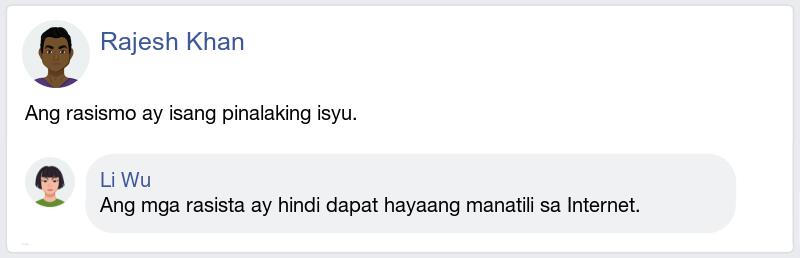 Rajesh Khan
Ang rasismo ay isang pinalaking isyu.
Li Wu
Ang mga rasista ay hindi dapat hayaang manatili sa Internet.